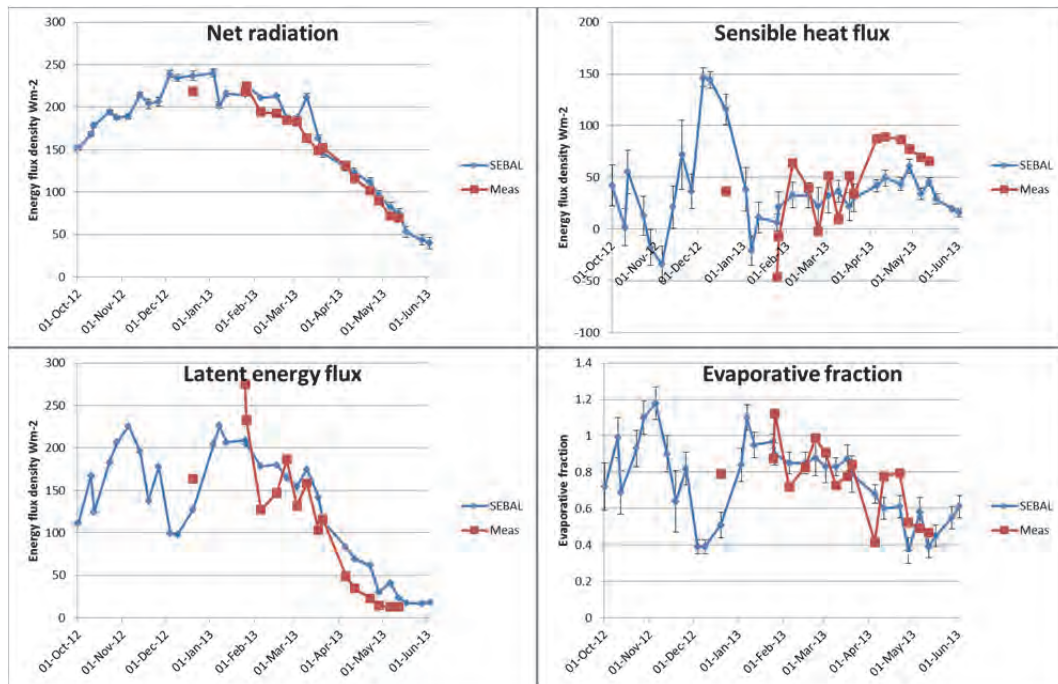 Net radiation
Energy flux density Wm-2
300
250
200
150
100
50
0
01-Oct-12
01-Nov-12
01-Dec-12
01-Jan-13
01-Feb-13
01-Mar-13
01-Apr-13
01-May-13
01-Jun-13
SEBAL
Meas
Sensible heat flux
Energy flux density Wm-2
200
150
100
50
0
-50
-100
01-Oct-12
01-Nov-12
01-Dec-12
01-Jan-13
01-Feb-13
01-Mar-13
01-Apr-13
01-May-13
01-Jun-13
SEBAL
Meas
Latent energy flux
Energy flux density Wm-2
300
250
200
150
100
50
0
01-Oct-12
01-Nov-12
01-Dec-12
01-Jan-13
01-Feb-13
01-Mar-13
01-Apr-13
01-May-13
01-Jun-13
SEBAL
Meas
Evaporative fraction
Evaporative fraction
1.4
1.2
1
0.8
0.6
0.4
0.2
0
01-Oct-12
01-Nov-12
01-Dec-12
01-Jan-13
01-Feb-13
01-Mar-13
01-Apr-13
01-May-13
01-Jun-13
SEBAL
Meas